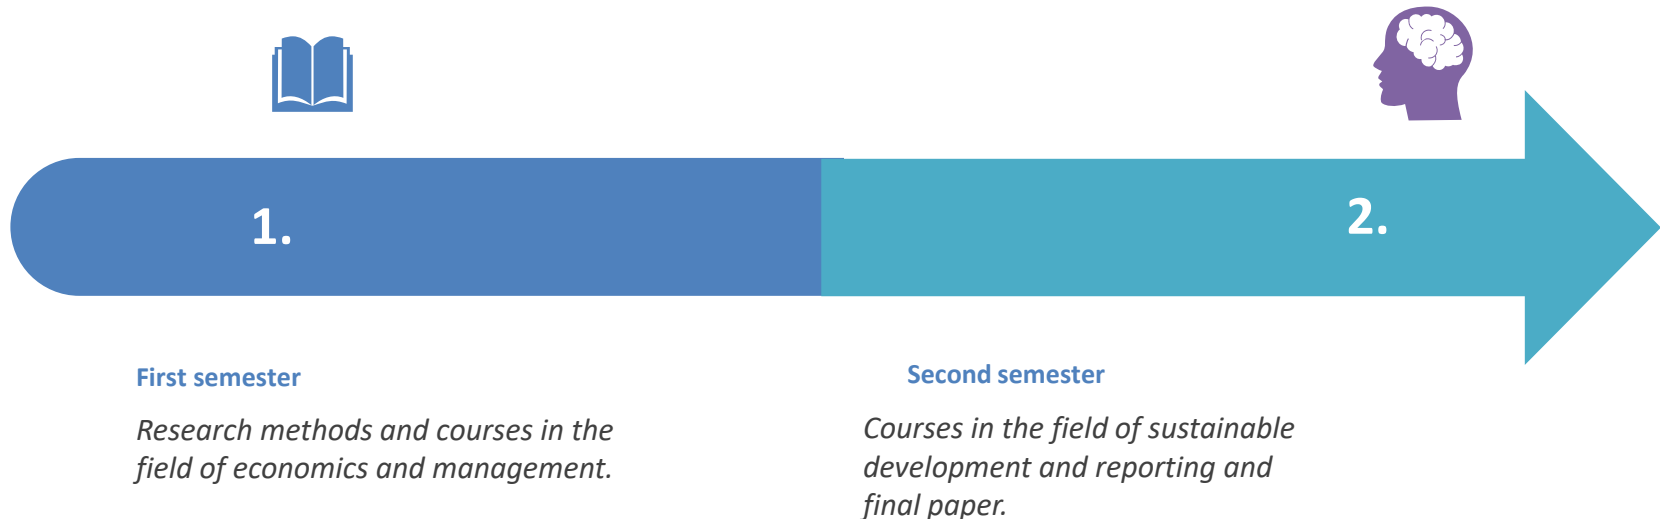 1.
2.
First semester
Research methods and courses in the
field of economics and management.
Second semester
Courses in the field of sustainable
development and reporting and
final paper.